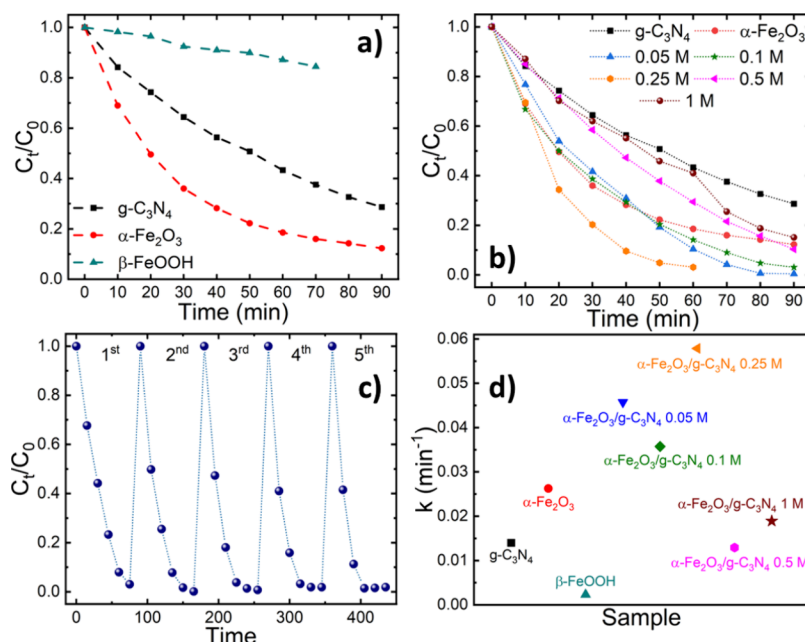 a)
1.0
0.8
0.6
0.4
0.2
0.0
Cₜ/C₀
g-C₃N₄
α-Fe₂O₃
β-FeOOH
0 10 20 30 40 50 60 70 80 90
Time (min)
b)
1.0
0.8
0.6
0.4
0.2
0.0
Cₜ/C₀
g-C₃N₄ α-Fe₂O₃
0.05 M 0.1 M
0.25 M 0.5 M
1 M
0 10 20 30 40 50 60 70 80 90
Time (min)
c)
1.0
0.8
0.6
0.4
0.2
0.0
Cₜ/C₀
1st 2nd 3rd 4th 5th
0 100 200 300 400
Time
d)
0.06
0.05
0.04
0.03
0.02
0.01
0.00
k (min⁻¹)
α-Fe₂O₃/g-C₃N₄ 0.25 M
α-Fe₂O₃/g-C₃N₄ 0.05 M
α-Fe₂O₃/g-C₃N₄ 0.1 M
α-Fe₂O₃
α-Fe₂O₃/g-C₃N₄ 1 M
g-C₃N₄
α-Fe₂O₃/g-C₃N₄ 0.5 M
β-FeOOH
Sample